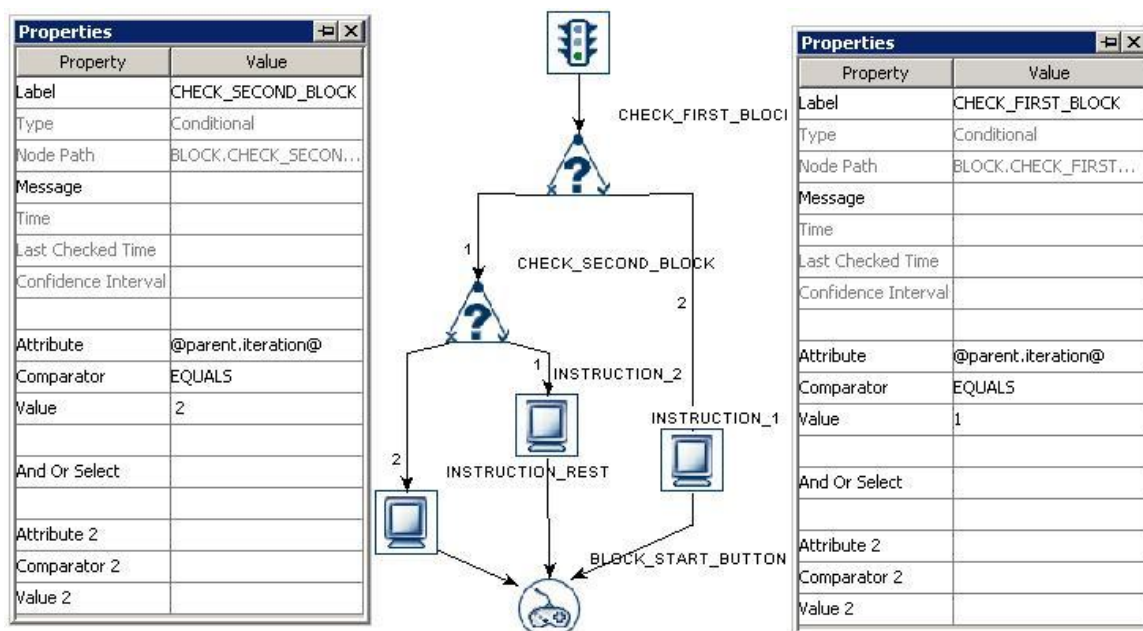 Properties
Property Value
Label CHECK_SECOND_BLOCK
Type Conditional
Node Path BLOCK.CHECK_SECON...
Message
Time
Last Checked Time
Confidence Interval
Attribute @parent.iteration@
Comparator EQUALS
Value 2
And Or Select
Attribute 2
Comparator 2
Value 2
CHECK_FIRST_BLOC
?
1
CHECK_SECOND_BLOCK
2
?
1
INSTRUCTION_2
INSTRUCTION_1
2
INSTRUCTION_REST
BLOCK_START_BUTTON
Properties
Property Value
Label CHECK_FIRST_BLOCK
Type Conditional
Node Path BLOCK.CHECK_FIRST...
Message
Time
Last Checked Time
Confidence Interval
Attribute @parent.iteration@
Comparator EQUALS
Value 1
And Or Select
Attribute 2
Comparator 2
Value 2